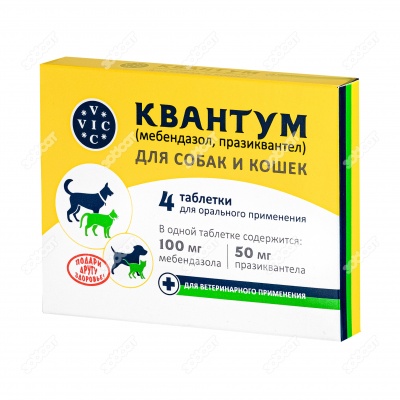 V
VIC
C
КВАНТУМ
(мебендазол, празиквантел)
ДЛЯ СОБАК И КОШЕК
4 таблетки
для орального применения
В одной таблетке содержится:
100 мг 50 мг
мебендазола празиквантела
ПОДАРИ
ДРУГУ
ЗДОРОВЬЕ!
ДЛЯ ВЕТЕРИНАРНОГО ПРИМЕНЕНИЯ